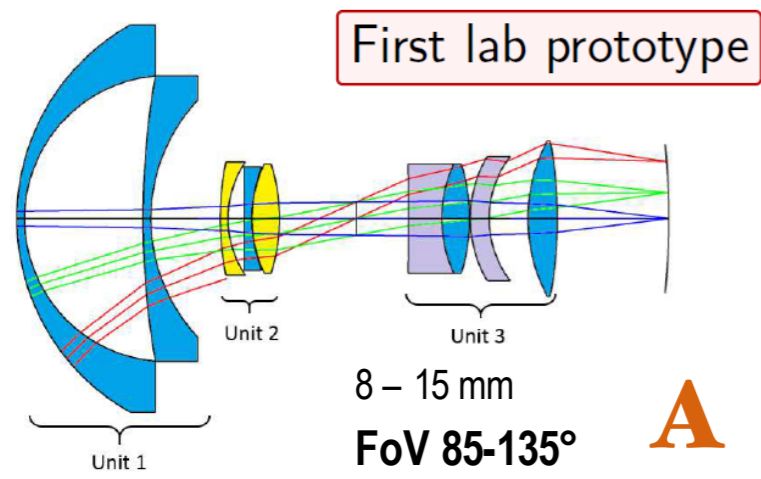 First lab prototype
Unit 2
Unit 3
8 – 15 mm
FoV 85-135°
A
Unit 1